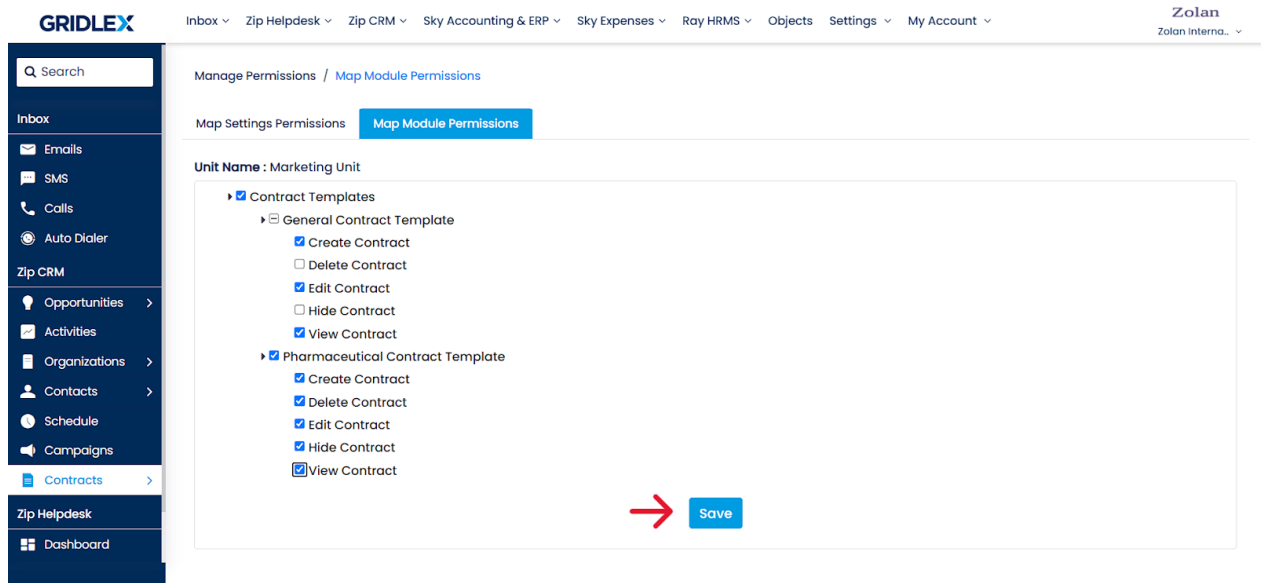 GRIDLEX
Inbox Zip Helpdesk Zip CRM Sky Accounting & ERP Sky Expenses Ray HRMS Objects Settings My Account
Zolan
Zolan Interna..
Search
Manage Permissions / Map Module Permissions
Map Settings Permissions Map Module Permissions
Inbox
Emails
SMS
Calls
Auto Dialer
Zip CRM
Opportunities
Activities
Organizations
Contacts
Schedule
Campaigns
Contracts
Zip Helpdesk
Dashboard
Unit Name : Marketing Unit
Contract Templates
General Contract Template
Create Contract
Delete Contract
Edit Contract
Hide Contract
View Contract
Pharmaceutical Contract Template
Create Contract
Delete Contract
Edit Contract
Hide Contract
View Contract
Save